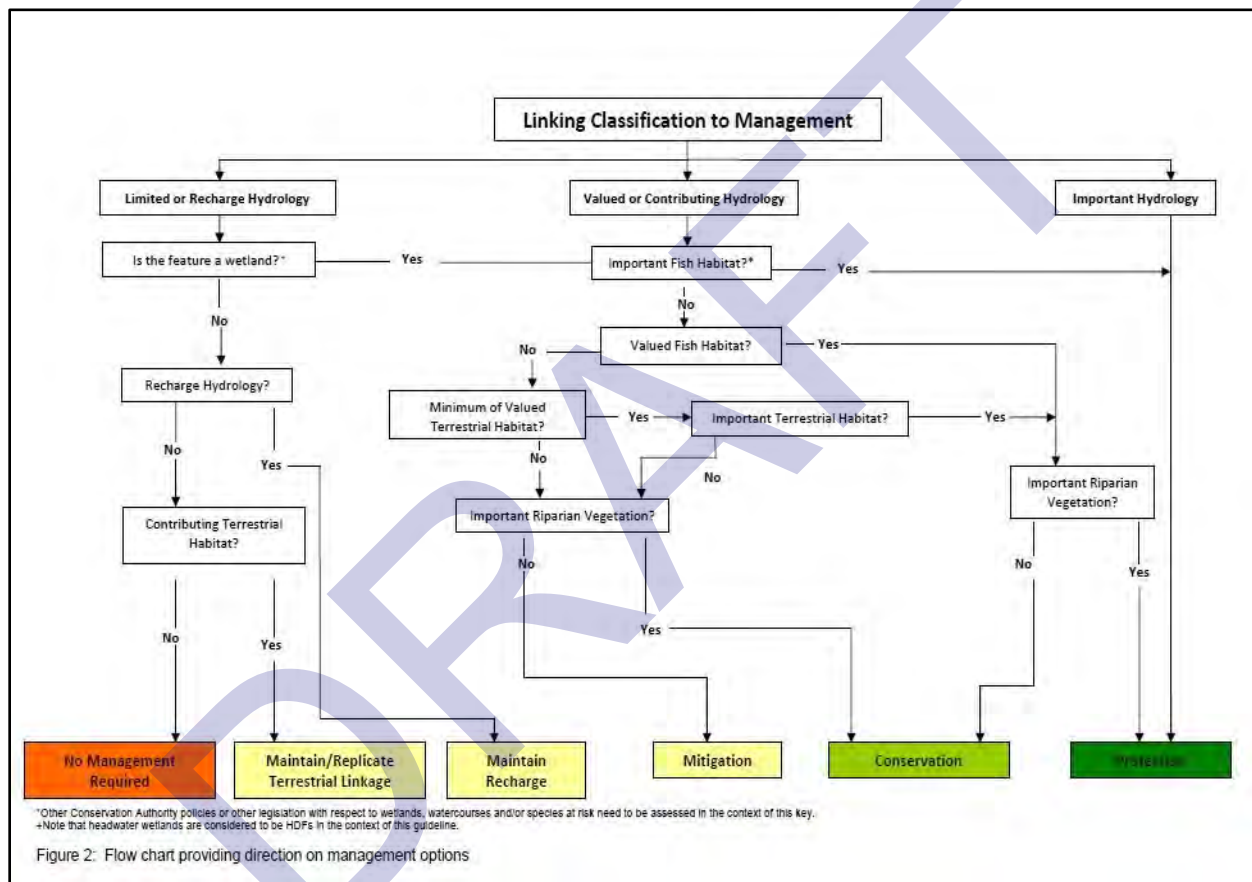 Linking Classification to Management
Limited or Recharge Hydrology
Valued or Contributing Hydrology
Important Hydrology
Is the feature a wetland?+
Yes
Important Fish Habitat?*
Yes
No
No
Valued Fish Habitat?
Yes
No
Recharge Hydrology?
Minimum of Valued
Terrestrial Habitat?
Yes
Important Terrestrial Habitat?
Yes
No
Yes
No
No
Important Riparian
Vegetation?
Contributing Terrestrial
Habitat?
Important Riparian Vegetation?
No
No
Yes
No
Yes
Yes
No Management
Required
Maintain/Replicate
Terrestrial Linkage
Maintain
Recharge
Mitigation
Conservation
Protection
*Other Conservation Authority policies or other legislation with respect to wetlands, watercourses and/or species at risk need to be assessed in the context of this key.
+Note that headwater wetlands are considered to be HDFs in the context of this guideline.
Figure 2: Flow chart providing direction on management options
DRAFT